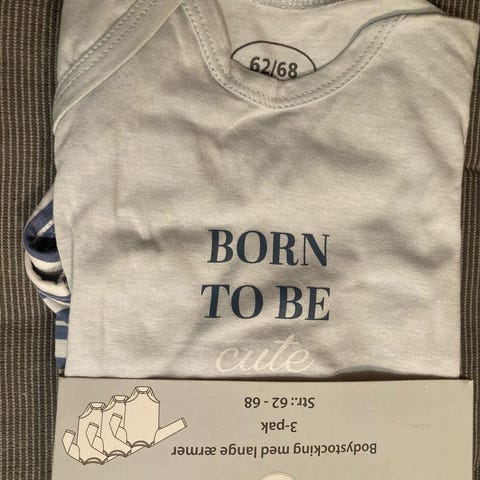 62/68
BORN
TO BE
cute
Bodystocking med lange ærmer
3-pak
Str.: 62 - 68